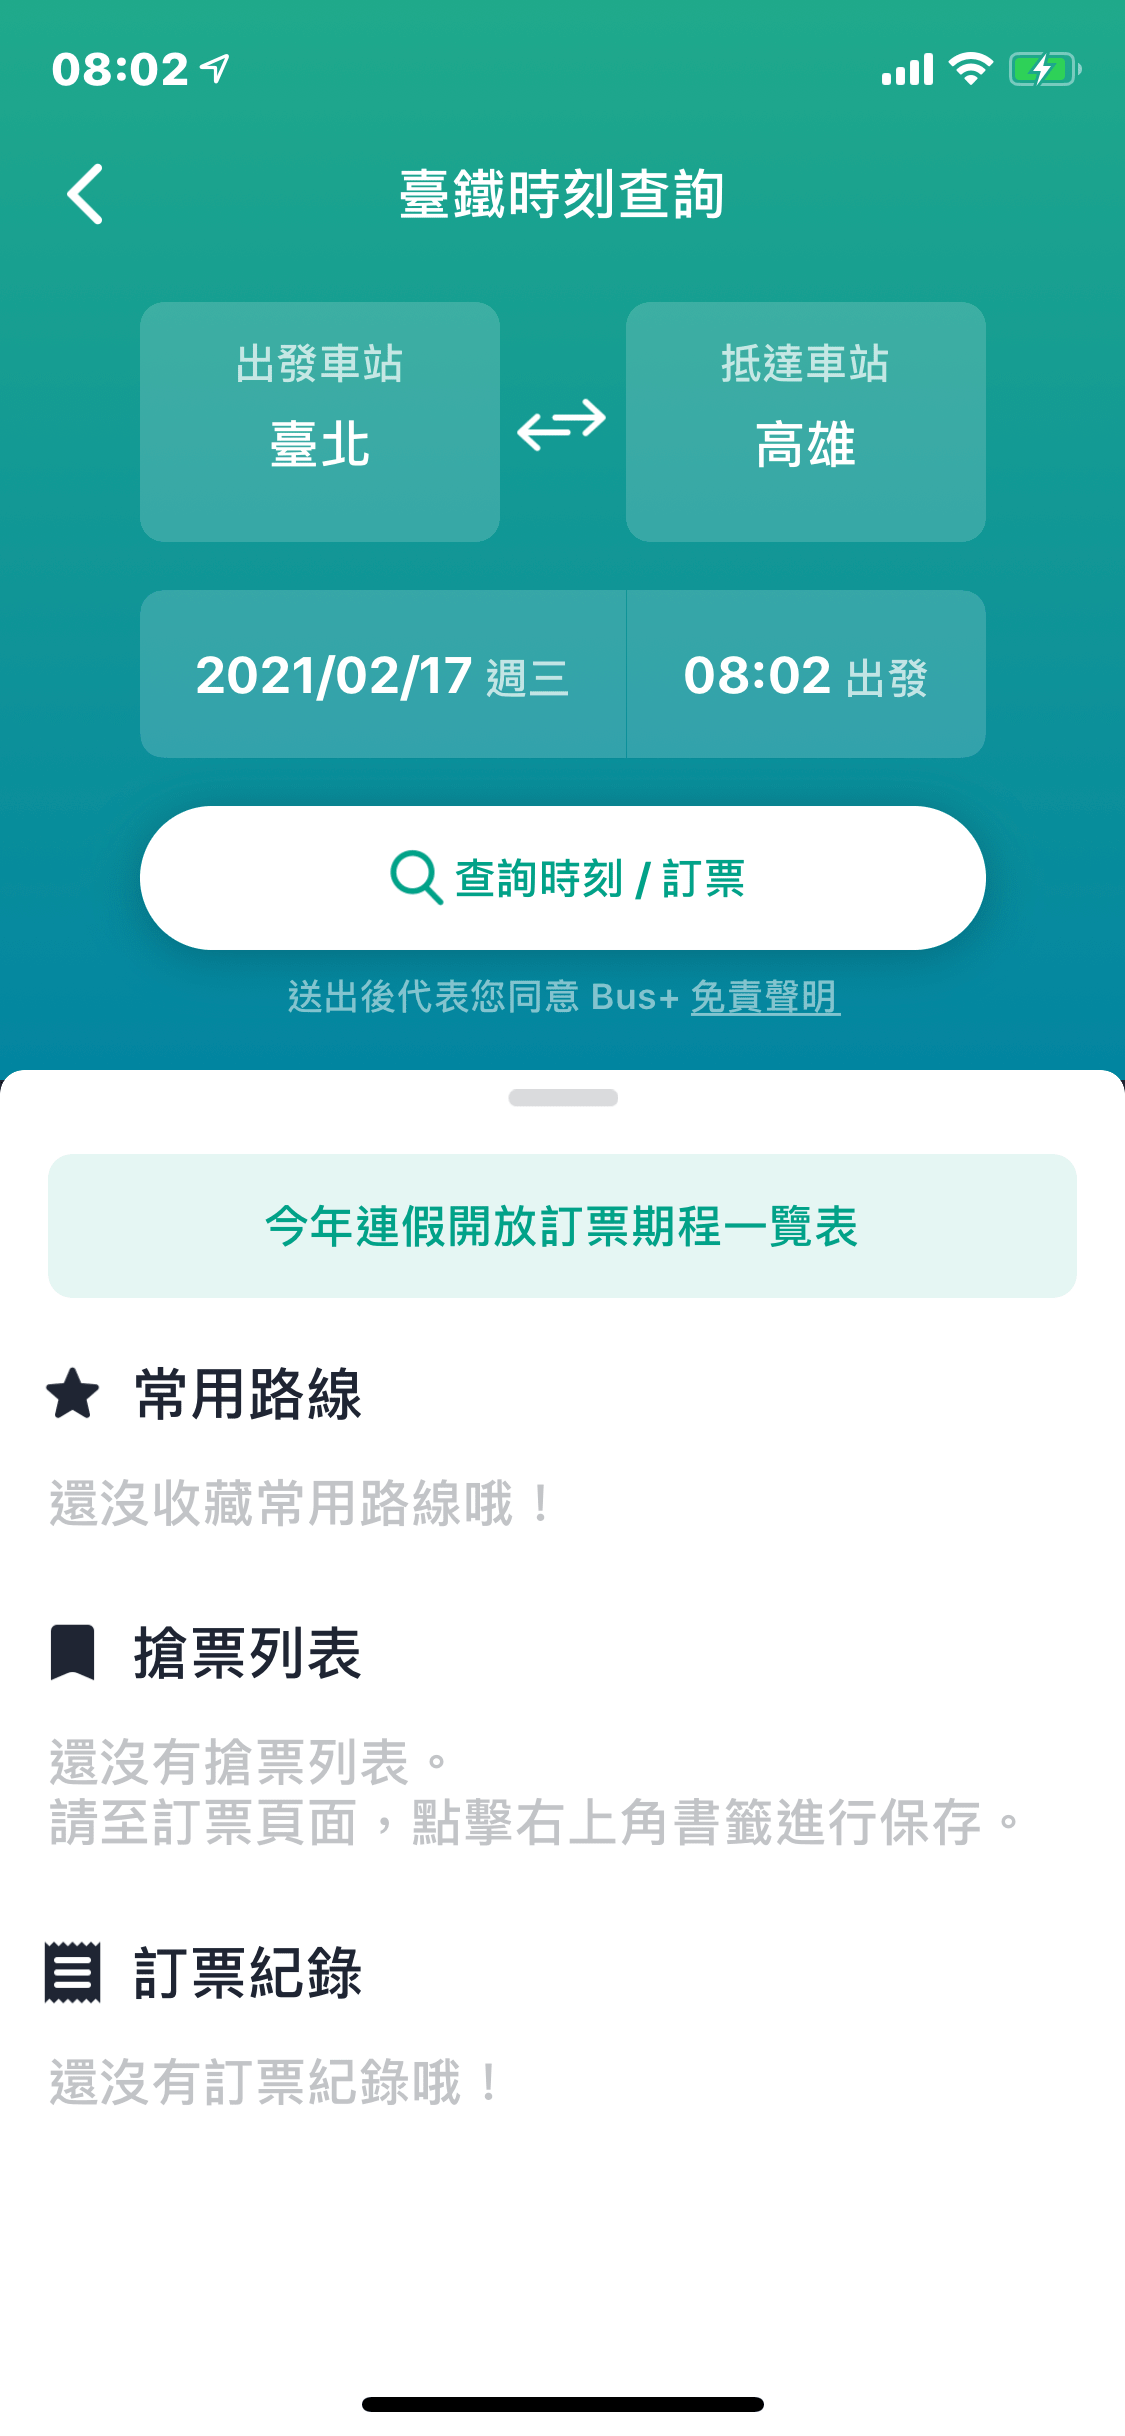 08:02
臺鐵時刻查詢
出發車站
臺北
抵達車站
高雄
2021/02/17 週三
08:02 出發
查詢時刻 / 訂票
送出後代表您同意 Bus+ 免責聲明
今年連假開放訂票期程一覽表
常用路線
還沒收藏常用路線哦！
搶票列表
還沒有搶票列表。
請至訂票頁面，點擊右上角書籤進行保存。
訂票紀錄
還沒有訂票紀錄哦！